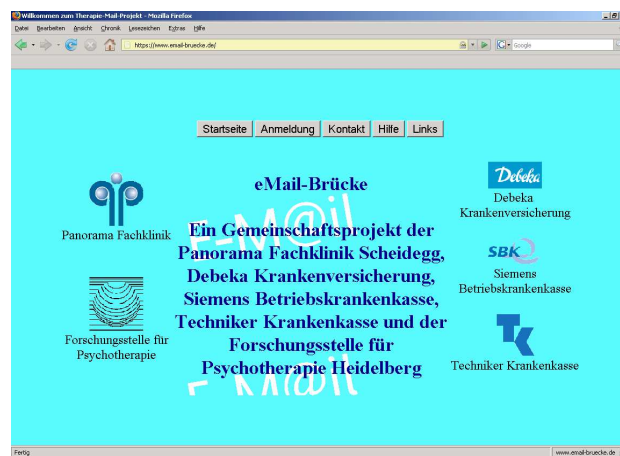 Willkommen zum Therapie-Mail-Projekt - Mozilla Firefox
Datei Bearbeiten Ansicht Chronik Lesezeichen Extras Hilfe
https://www.email-bruecke.de/
Google
Startseite Anmeldung Kontakt Hilfe Links
Debeka
Debeka
Krankenversicherung
eMail-Brücke
Panorama Fachklinik
E-M@il
Ein Gemeinschaftsprojekt der
Panorama Fachklinik Scheidegg,
Debeka Krankenversicherung,
Siemens Betriebskrankenkasse,
Techniker Krankenkasse und der
Forschungsstelle für
Psychotherapie Heidelberg
E-M@il
SBK
Siemens
Betriebskrankenkasse
Forschungsstelle für
Psychotherapie
TK
Techniker Krankenkasse
Fertig
www.email-bruecke.de